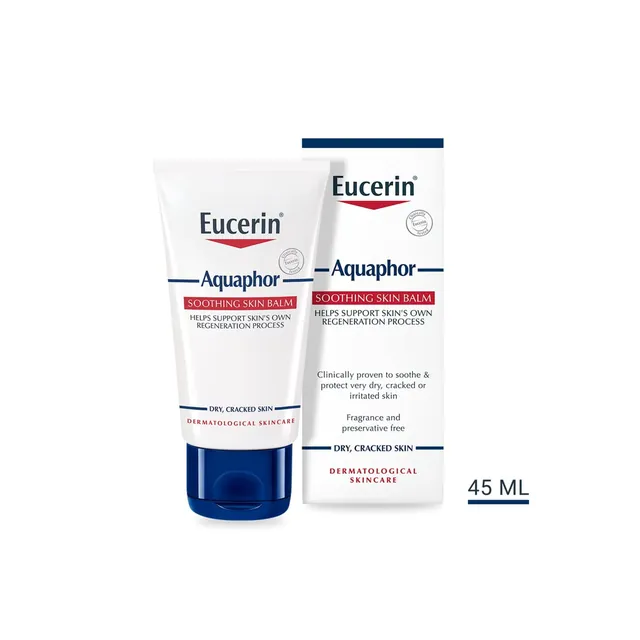 Eucerin®
Aquaphor
SOOTHING SKIN BALM
HELPS SUPPORT SKIN'S OWN
REGENERATION PROCESS
DRY, CRACKED SKIN
DERMATOLOGICAL SKINCARE
Eucerin®
Aquaphor
SOOTHING SKIN BALM
HELPS SUPPORT SKIN'S OWN
REGENERATION PROCESS
Clinically proven to soothe &
protect very dry, cracked or
irritated skin
Fragrance and
preservative free
DRY, CRACKED SKIN
DERMATOLOGICAL
SKINCARE
45 ML